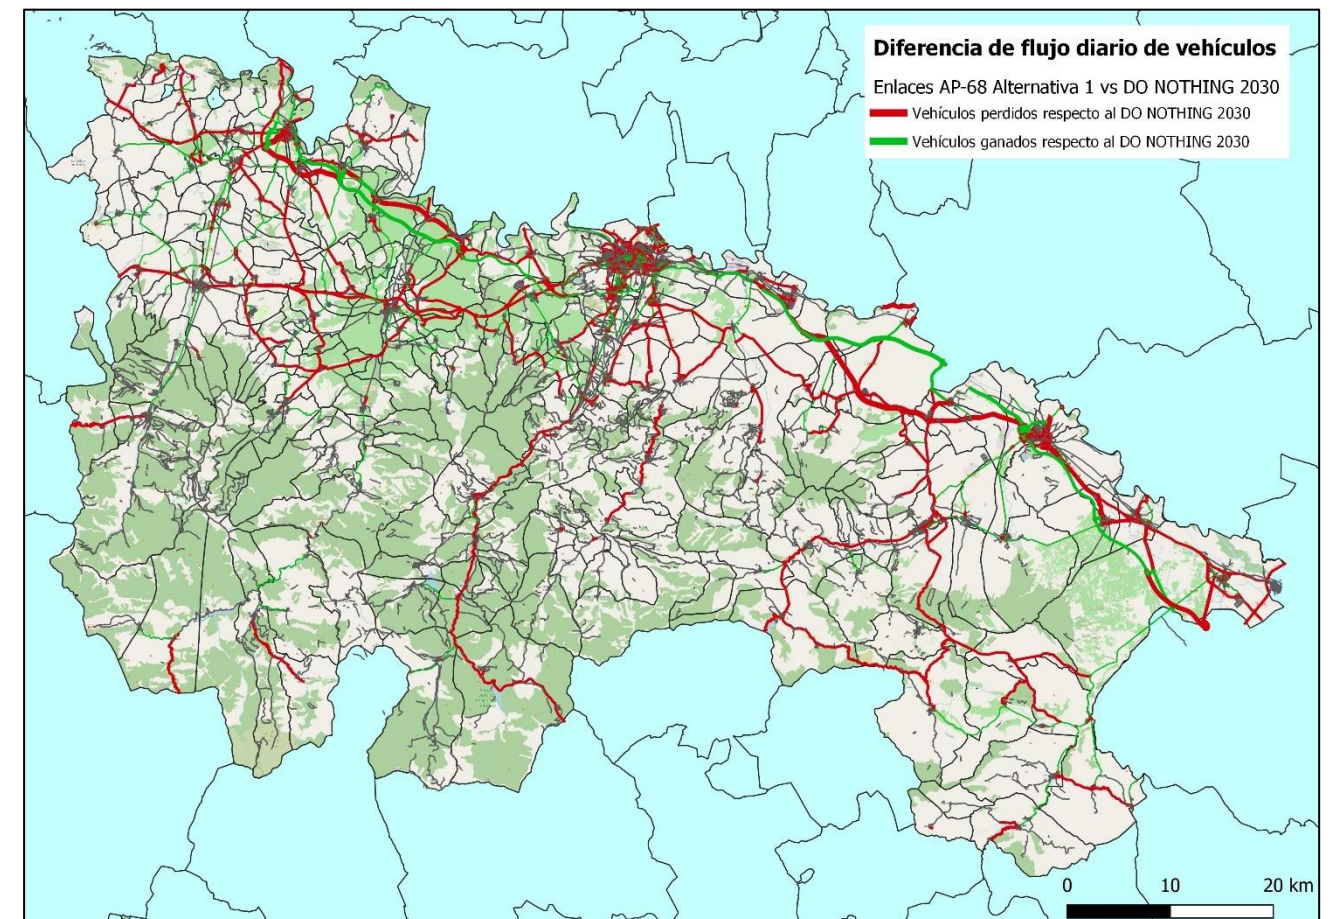 Diferencia de flujo diario de vehículos
Enlaces AP-68 Alternativa 1 vs DO NOTHING 2030
Vehículos perdidos respecto al DO NOTHING 2030
Vehículos ganados respecto al DO NOTHING 2030
0 10 20 km